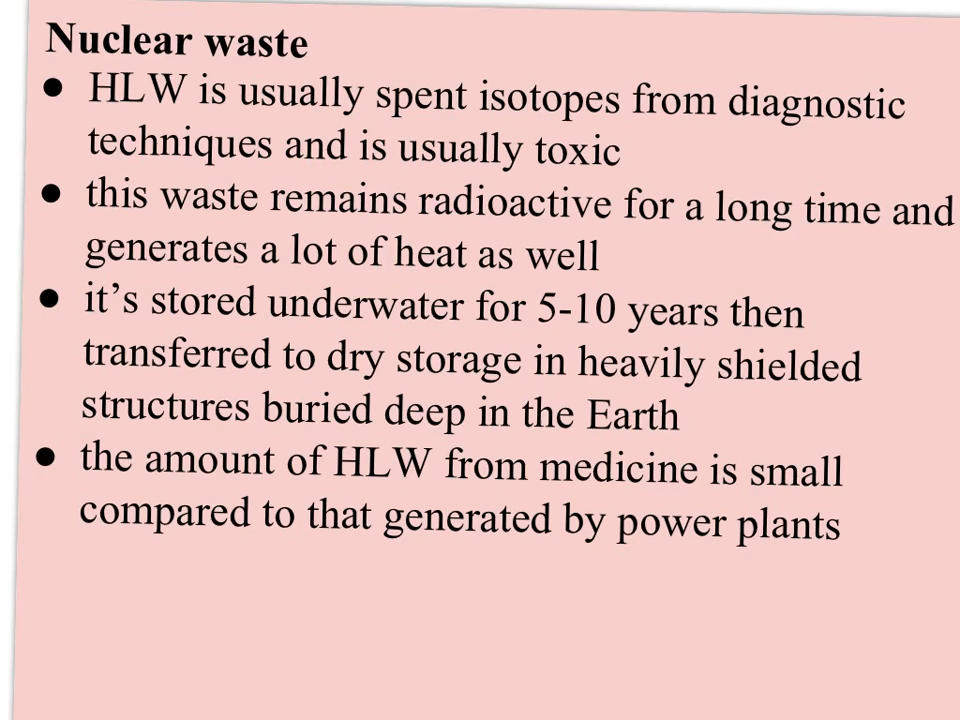 Nuclear waste
● HLW is usually spent isotopes from diagnostic
techniques and is usually toxic
● this waste remains radioactive for a long time and
generates a lot of heat as well
● it's stored underwater for 5-10 years then
transferred to dry storage in heavily shielded
structures buried deep in the Earth
● the amount of HLW from medicine is small
compared to that generated by power plants